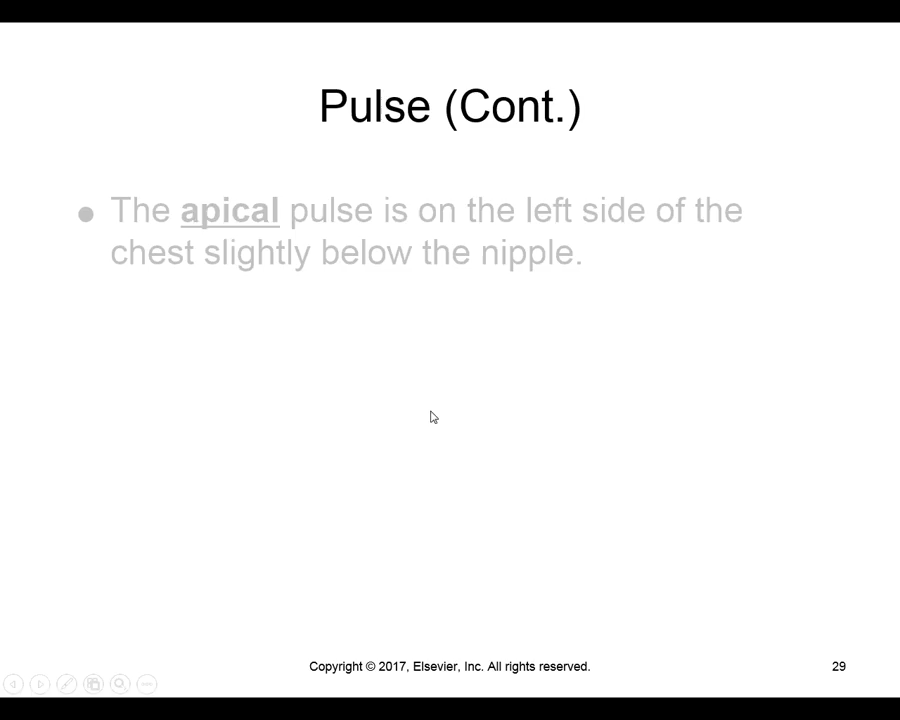 Pulse (Cont.)
● The apical pulse is on the left side of the
chest slightly below the nipple.
Copyright © 2017, Elsevier, Inc. All rights reserved.
29